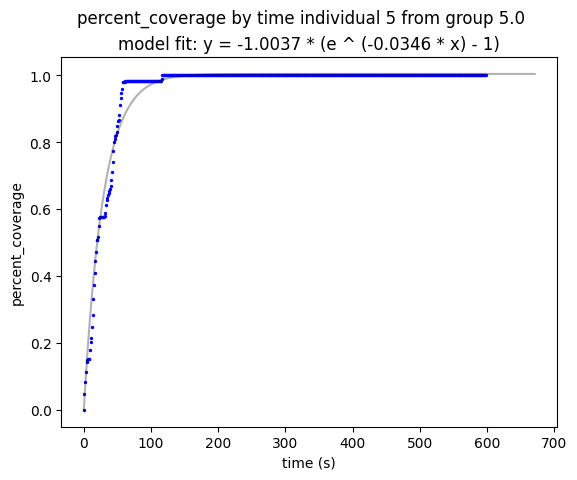 percent_coverage by time individual 5 from group 5.0
model fit: y = -1.0037 * (e ^ (-0.0346 * x) - 1)
percent_coverage
1.0
0.8
0.6
0.4
0.2
0.0
0 100 200 300 400 500 600 700
time (s)